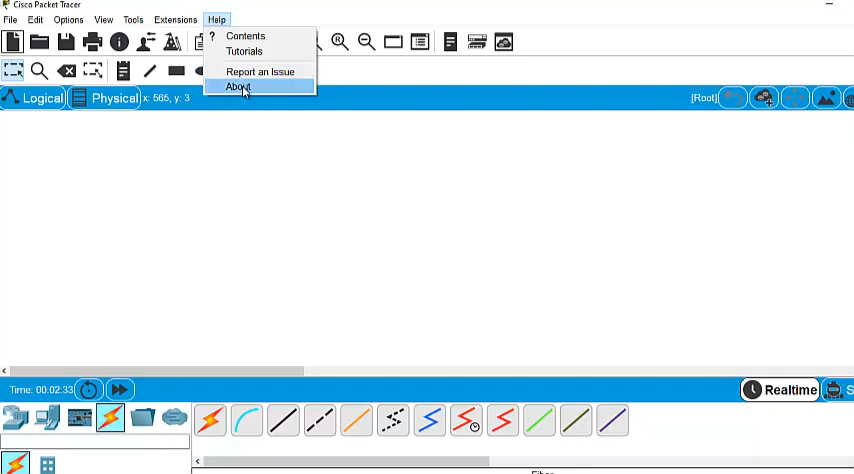 Cisco Packet Tracer
File Edit Options View Tools Extensions Help
? Contents
Tutorials
Report an Issue
About
Logical Physical x: 565, y: 3 [Root]
Time: 00:02:33 Realtime S